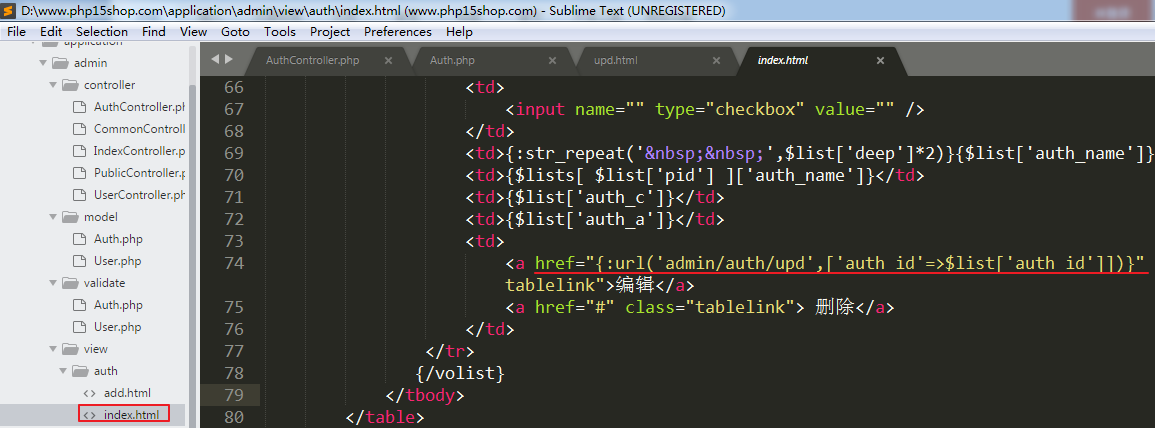 D:\www.php15shop.com\application\admin\view\auth\index.html (www.php15shop.com) - Sublime Text (UNREGISTERED)
File Edit Selection Find View Goto Tools Project Preferences Help
application
admin
controller
AuthController.ph
CommonControll
IndexController.p
PublicController.p
UserController.ph
model
Auth.php
User.php
validate
Auth.php
User.php
view
auth
add.html
index.html
AuthController.php Auth.php upd.html index.html
66 <td>
67 <input name="" type="checkbox" value="" />
68 </td>
69 <td>{:str_repeat('&nbsp;&nbsp;',$list['deep']*2)}{$list['auth_name']}
70 <td>{$lists[ $list['pid'] ]['auth_name']}</td>
71 <td>{$list['auth_c']}</td>
72 <td>{$list['auth_a']}</td>
73 <td>
74 <a href="{:url('admin/auth/upd',['auth_id'=>$list['auth_id']])}"
tablelink">编辑</a>
75 <a href="#" class="tablelink"> 删除</a>
76 </td>
77 </tr>
78 {/volist}
79 </tbody>
80 </table>